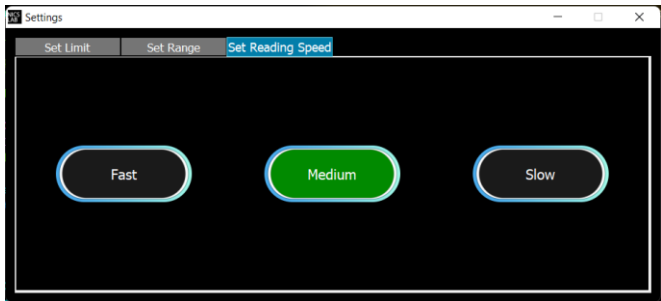 Settings
Set Limit Set Range Set Reading Speed
Fast Medium Slow